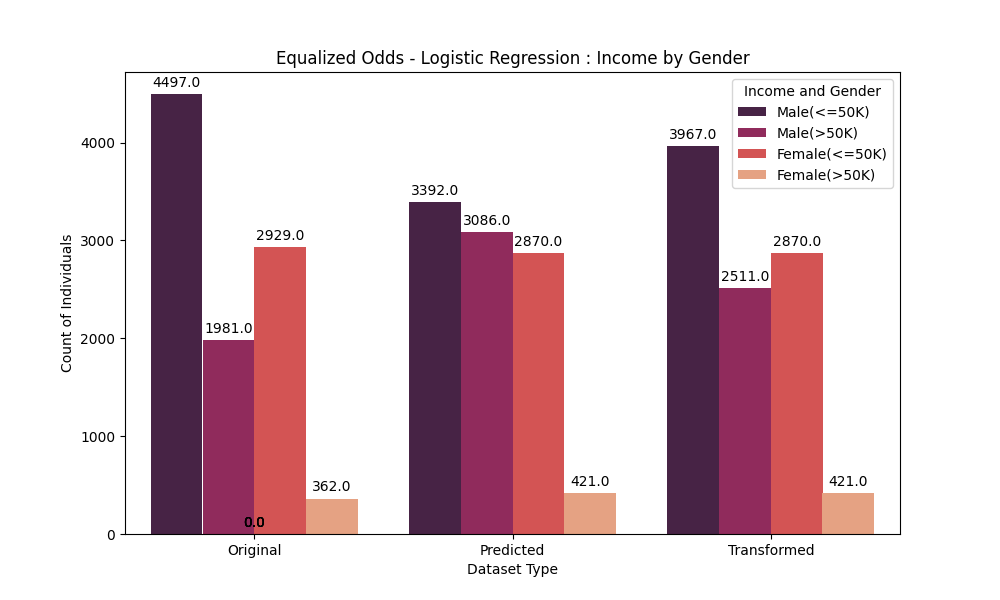 Equalized Odds - Logistic Regression : Income by Gender
Income and Gender
Male(<=50K)
Male(>50K)
Female(<=50K)
Female(>50K)
Count of Individuals
4000
3000
2000
1000
0
4497.0
1981.0
0.0
2929.0
362.0
3392.0
3086.0
2870.0
421.0
3967.0
2511.0
2870.0
421.0
Original
Predicted
Transformed
Dataset Type